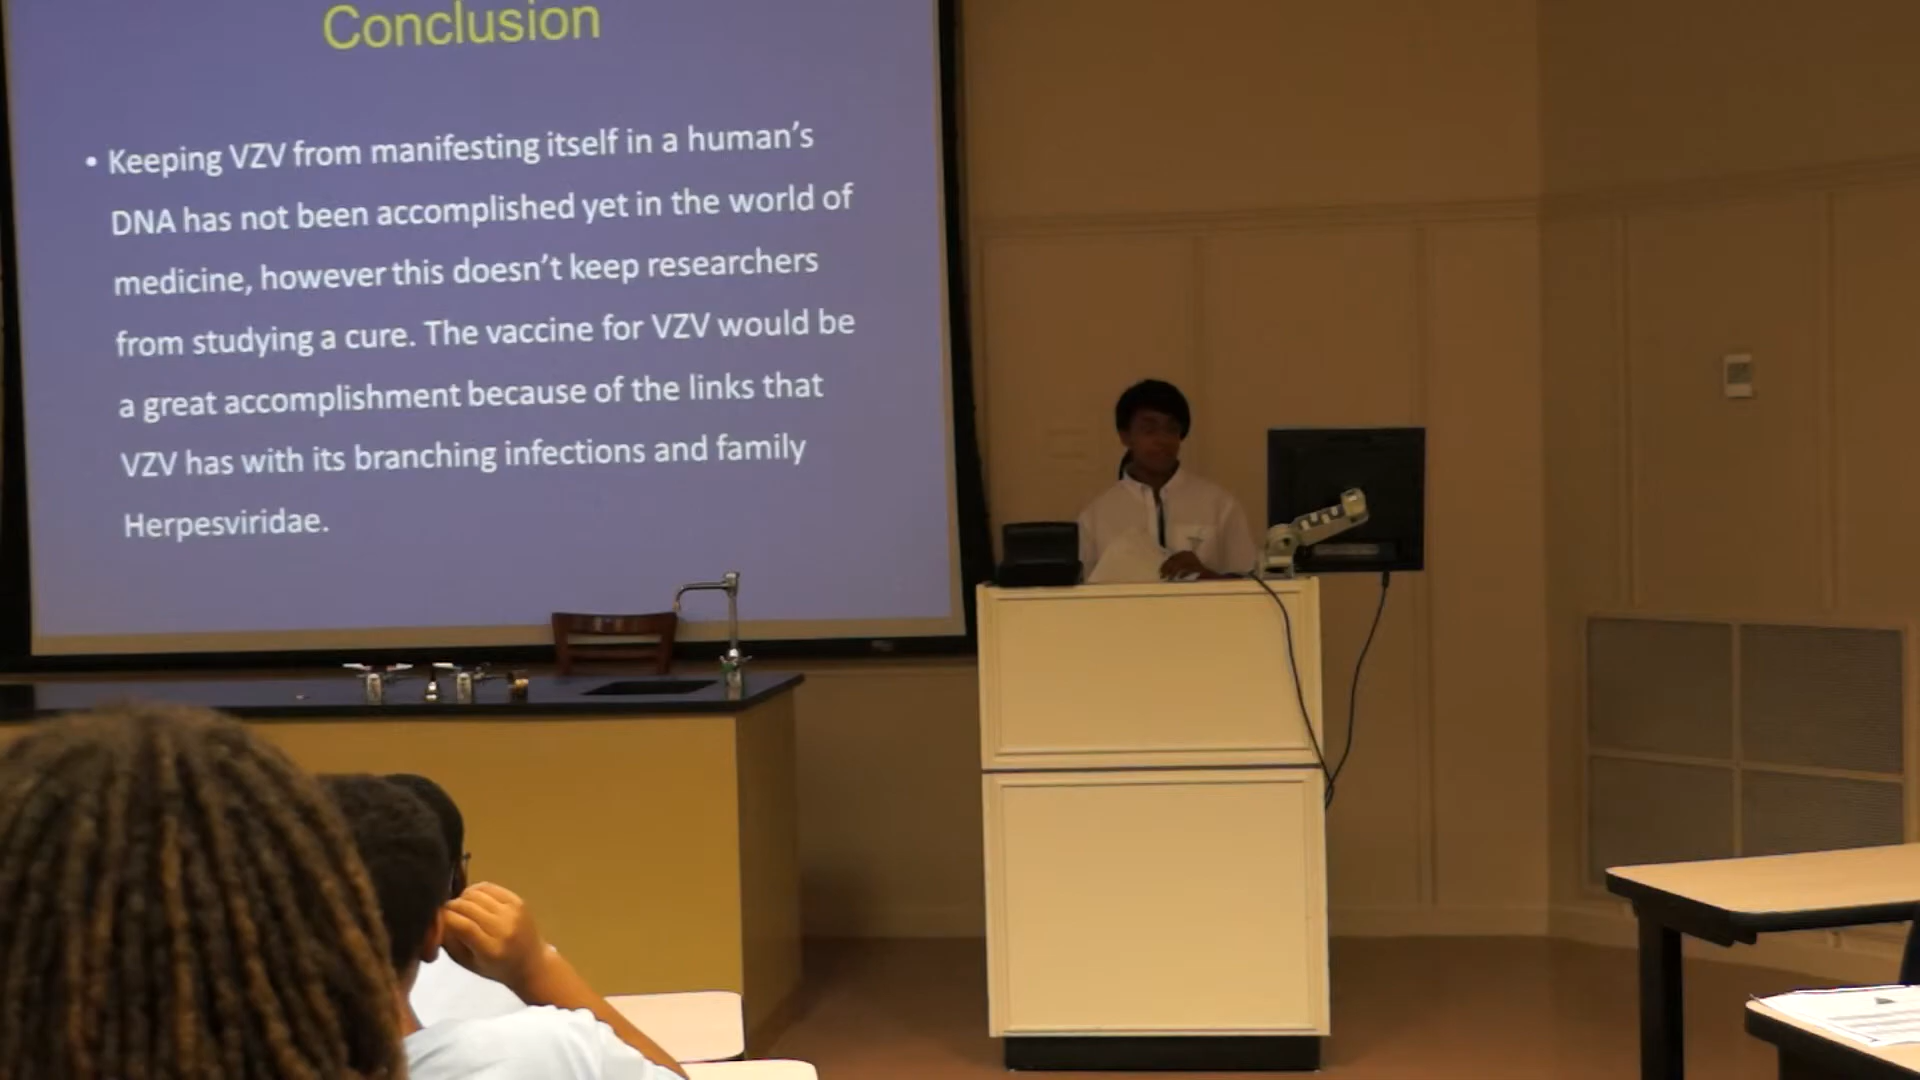 Conclusion
• Keeping VZV from manifesting itself in a human's
DNA has not been accomplished yet in the world of
medicine, however this doesn't keep researchers
from studying a cure. The vaccine for VZV would be
a great accomplishment because of the links that
VZV has with its branching infections and family
Herpesviridae.